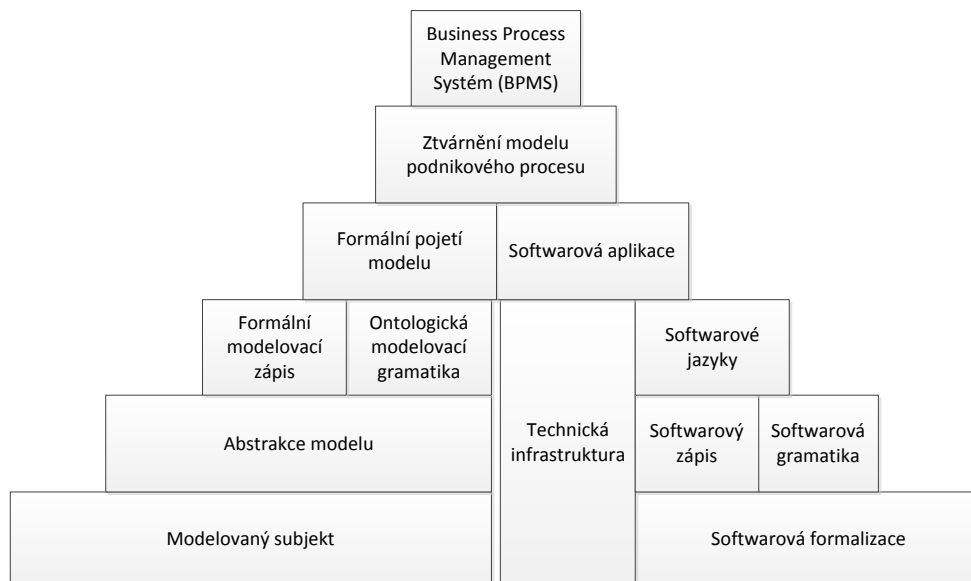 Business Process
Management
Systém (BPMS)
Ztvárnění modelu
podnikového procesu
Formální pojetí
modelu
Softwarová aplikace
Formální
modelovací
zápis
Ontologická
modelovací
gramatika
Softwarové
jazyky
Abstrakce modelu
Technická
infrastruktura
Softwarový
zápis
Softwarová
gramatika
Modelovaný subjekt
Softwarová formalizace